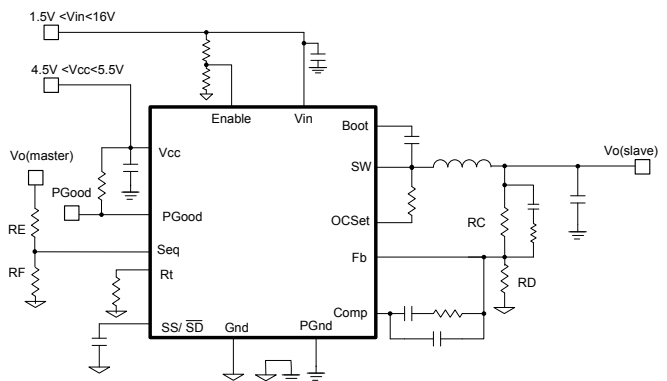 1.5V <Vin<16V
4.5V <Vcc<5.5V
Enable
Vin
Boot
Vo(master)
Vcc
SW
Vo(slave)
PGood
PGood
OCSet
RC
RE
Seq
Fb
RF
Rt
RD
Comp
SS/ SD
Gnd
PGnd